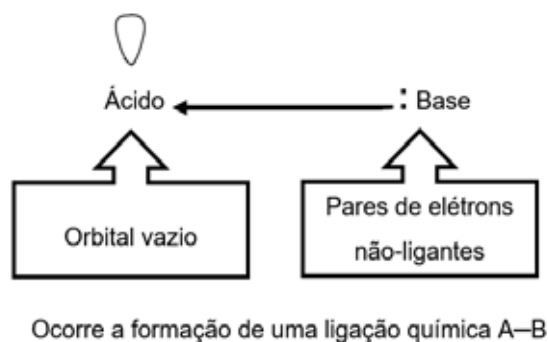 Ácido : Base
Orbital vazio
Pares de elétrons
não-ligantes
Ocorre a formação de uma ligação química A–B